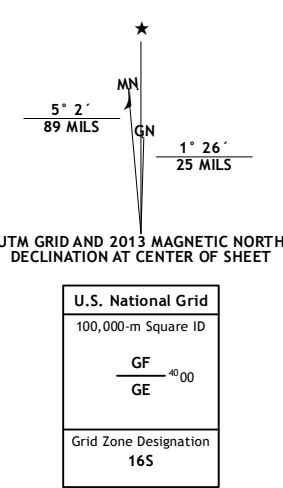 ★
MN
5° 2´
89 MILS
GN
1° 26´
25 MILS
UTM GRID AND 2013 MAGNETIC NORTH
DECLINATION AT CENTER OF SHEET
U.S. National Grid
100,000-m Square ID
GF
4000
GE
Grid Zone Designation
16S